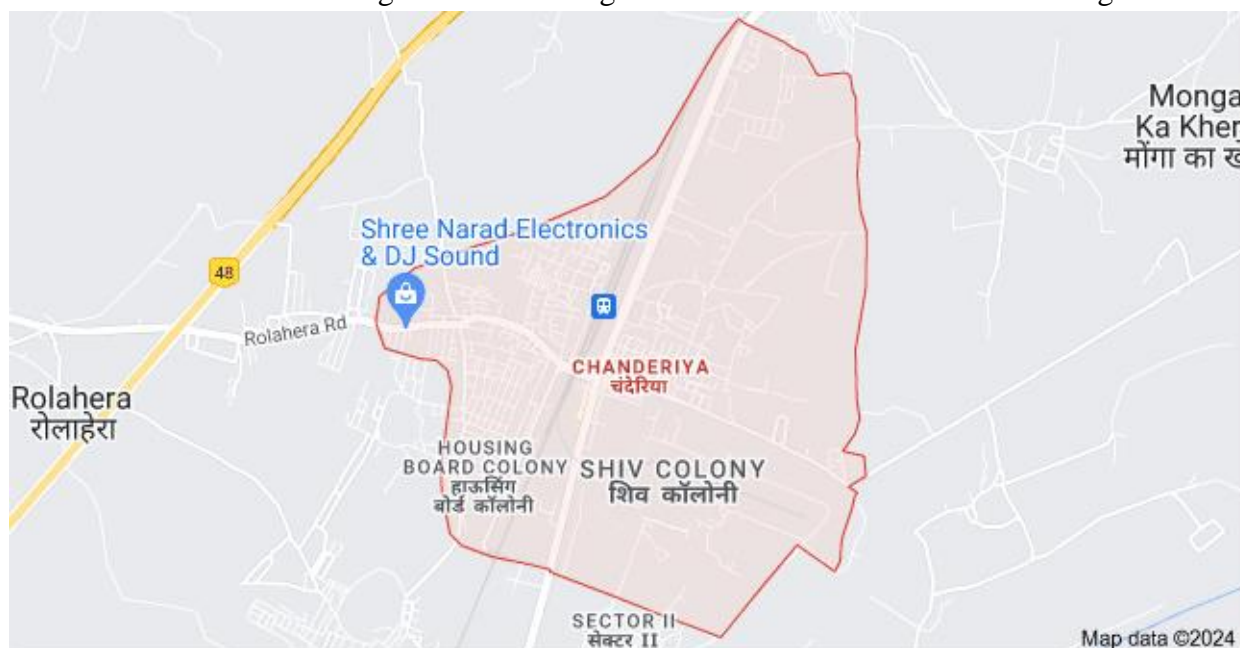 Monga
Ka Kher
मोंगा का ख
Shree Narad Electronics
& DJ Sound
48
Rolahera Rd
CHANDERIYA
चंदेरिया
Rolahera
रोलाहेरा
HOUSING
BOARD COLONY
हाऊसिंग
बोर्ड कॉलोनी
SHIV COLONY
शिव कॉलोनी
SECTOR II
सेक्टर II
Map data ©2024